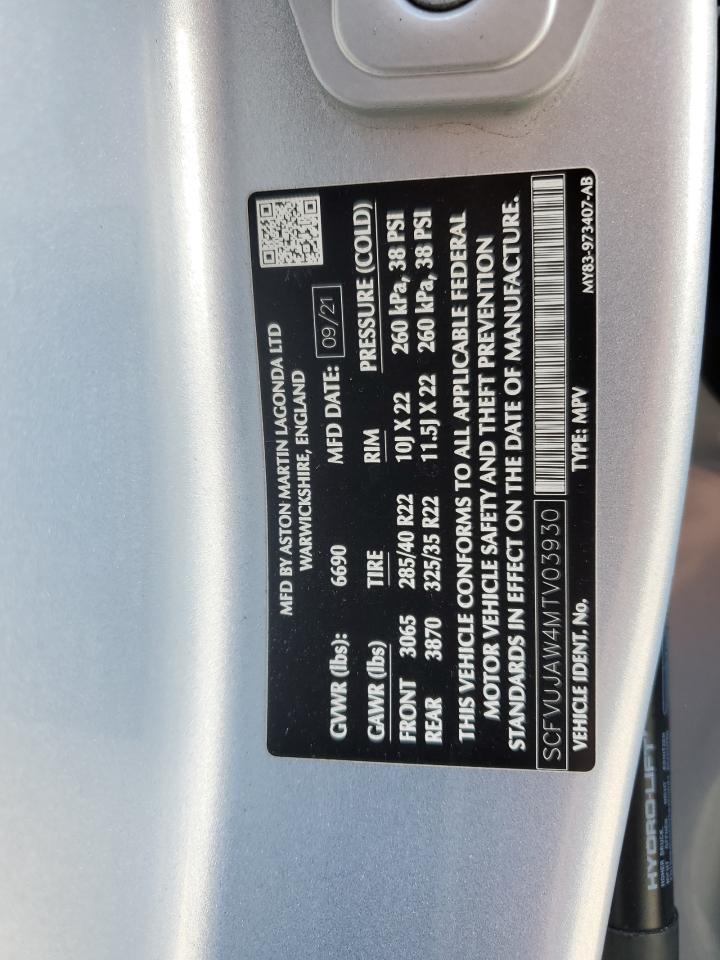 MFD BY ASTON MARTIN LAGONDA LTD
WARWICKSHIRE, ENGLAND
GVWR (lbs): 6690 MFD DATE: 09/21
GAWR (lbs) TIRE RIM PRESSURE (COLD)
FRONT 3065 285/40 R22 10J X 22 260 kPa, 38 PSI
REAR 3870 325/35 R22 11.5J X 22 260 kPa, 38 PSI
THIS VEHICLE CONFORMS TO ALL APPLICABLE FEDERAL
MOTOR VEHICLE SAFETY AND THEFT PREVENTION
STANDARDS IN EFFECT ON THE DATE OF MANUFACTURE.
SCFVUJAW4MTV03930
VEHICLE IDENT. No. TYPE: MPV MY83-973407-AB
HYDRO-LIFT